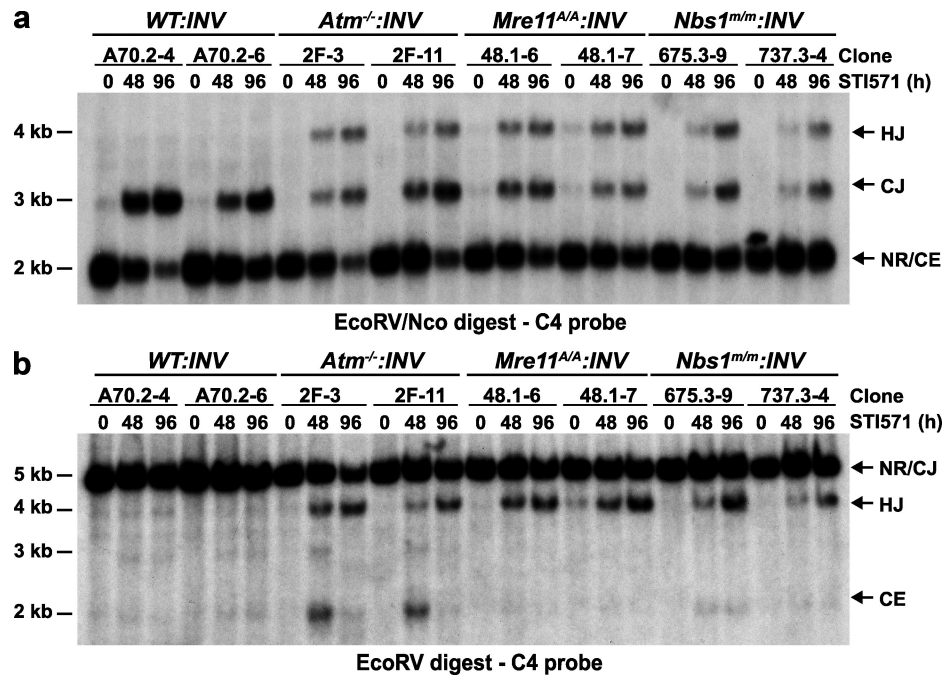 a
WT:INV Atm-/-:INV Mre11A/A:INV Nbs1m/m:INV
A70.2-4 A70.2-6 2F-3 2F-11 48.1-6 48.1-7 675.3-9 737.3-4 Clone
0 48 96 0 48 96 0 48 96 0 48 96 0 48 96 0 48 96 0 48 96 0 48 96 STI571 (h)
4 kb HJ
3 kb CJ
2 kb NR/CE
EcoRV/Nco digest - C4 probe
b
WT:INV Atm-/-:INV Mre11A/A:INV Nbs1m/m:INV
A70.2-4 A70.2-6 2F-3 2F-11 48.1-6 48.1-7 675.3-9 737.3-4 Clone
0 48 96 0 48 96 0 48 96 0 48 96 0 48 96 0 48 96 0 48 96 0 48 96 STI571 (h)
5 kb NR/CJ
4 kb HJ
3 kb
2 kb CE
EcoRV digest - C4 probe